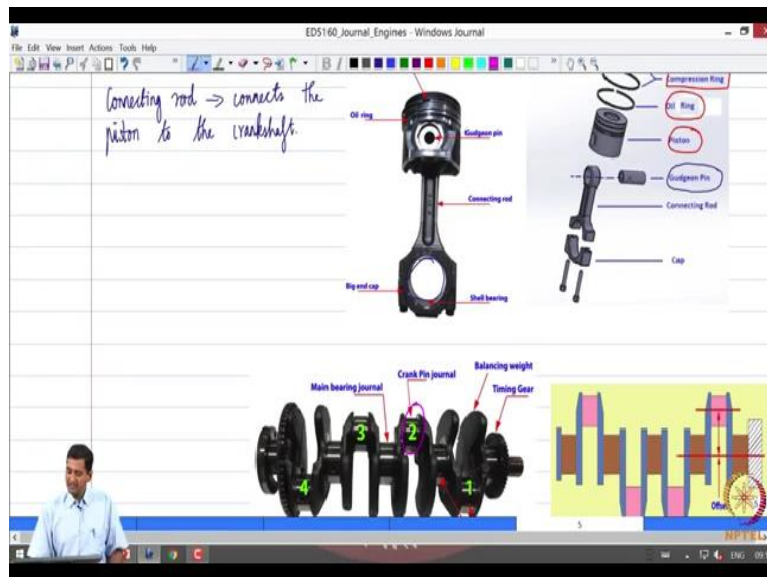 ED5160_Journal_Engines - Windows Journal
File Edit View Insert Actions Tools Help
Connecting rod → connects the
piston to the crankshaft.
Oil ring
Gudgeon pin
Connecting rod
Big end cap
Shell bearing
Compression Ring
Oil Ring
Piston
Gudgeon Pin
Connecting Rod
Cap
Crank Pin journal
Balancing weight
Main bearing journal
Timing Gear
3
2
4
1
Offse
5
NPTEL
ENG